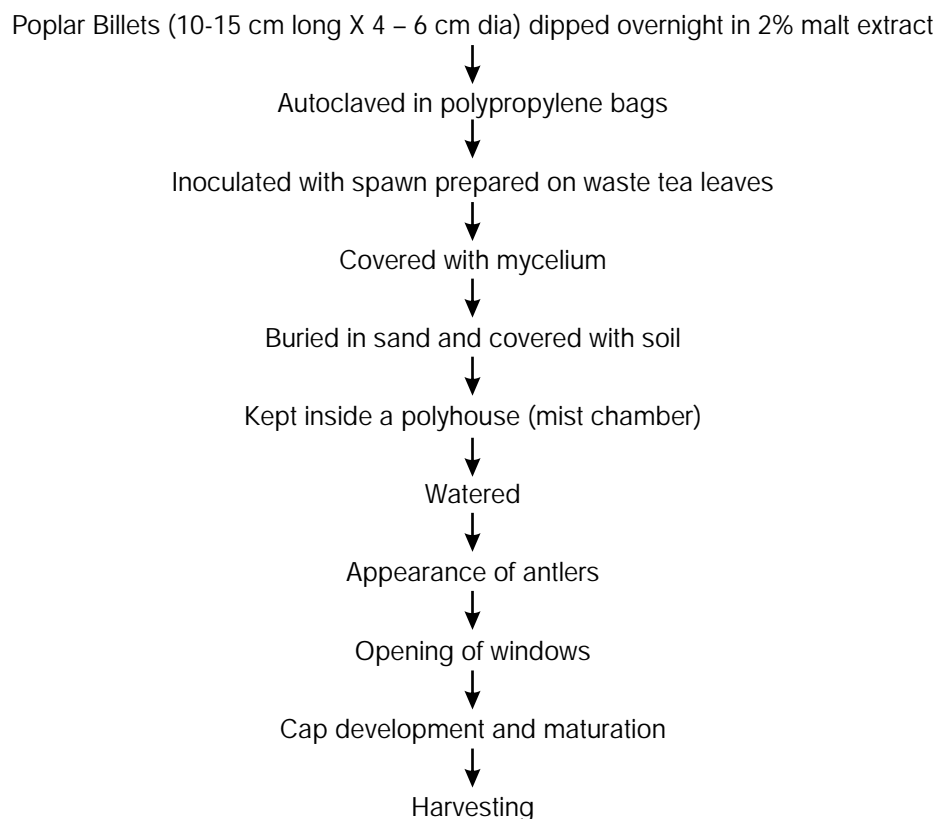 Poplar Billets (10-15 cm long X 4 – 6 cm dia) dipped overnight in 2% malt extract
Autoclaved in polypropylene bags
Inoculated with spawn prepared on waste tea leaves
Covered with mycelium
Buried in sand and covered with soil
Kept inside a polyhouse (mist chamber)
Watered
Appearance of antlers
Opening of windows
Cap development and maturation
Harvesting